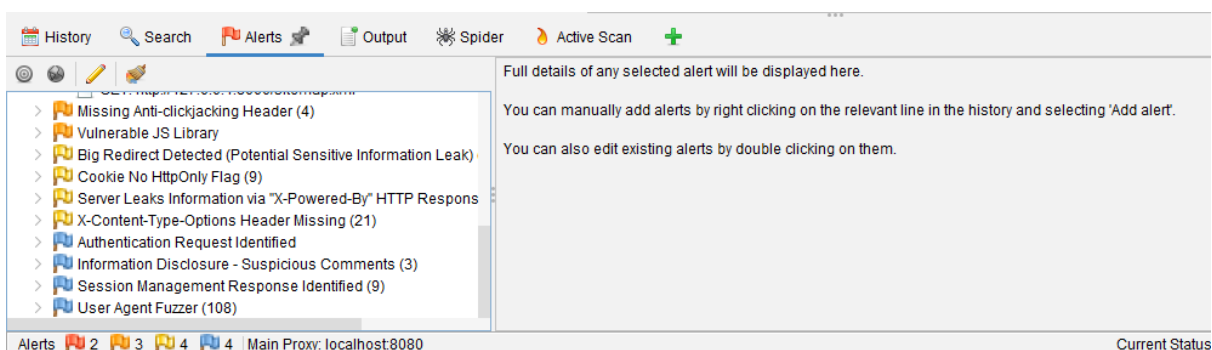 History Search Alerts Output Spider Active Scan
Full details of any selected alert will be displayed here.
Missing Anti-clickjacking Header (4)
You can manually add alerts by right clicking on the relevant line in the history and selecting 'Add alert'.
Vulnerable JS Library
Big Redirect Detected (Potential Sensitive Information Leak)
You can also edit existing alerts by double clicking on them.
Cookie No HttpOnly Flag (9)
Server Leaks Information via "X-Powered-By" HTTP Respons
X-Content-Type-Options Header Missing (21)
Authentication Request Identified
Information Disclosure - Suspicious Comments (3)
Session Management Response Identified (9)
User Agent Fuzzer (108)
Alerts 2 3 4 4 Main Proxy: localhost:8080 Current Status